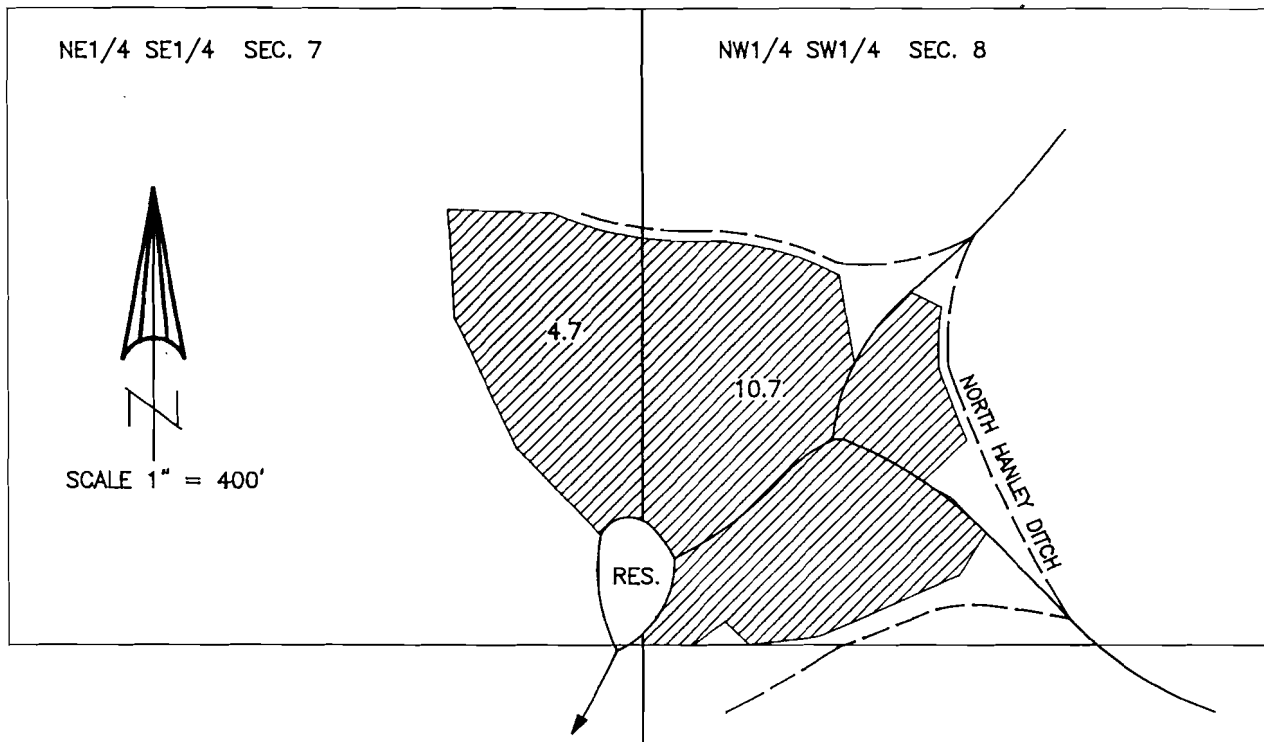 NE1/4 SE1/4 SEC. 7
NW1/4 SW1/4 SEC. 8
4.7
10.7
N
NORTH HANLEY DITCH
SCALE 1" = 400'
RES.